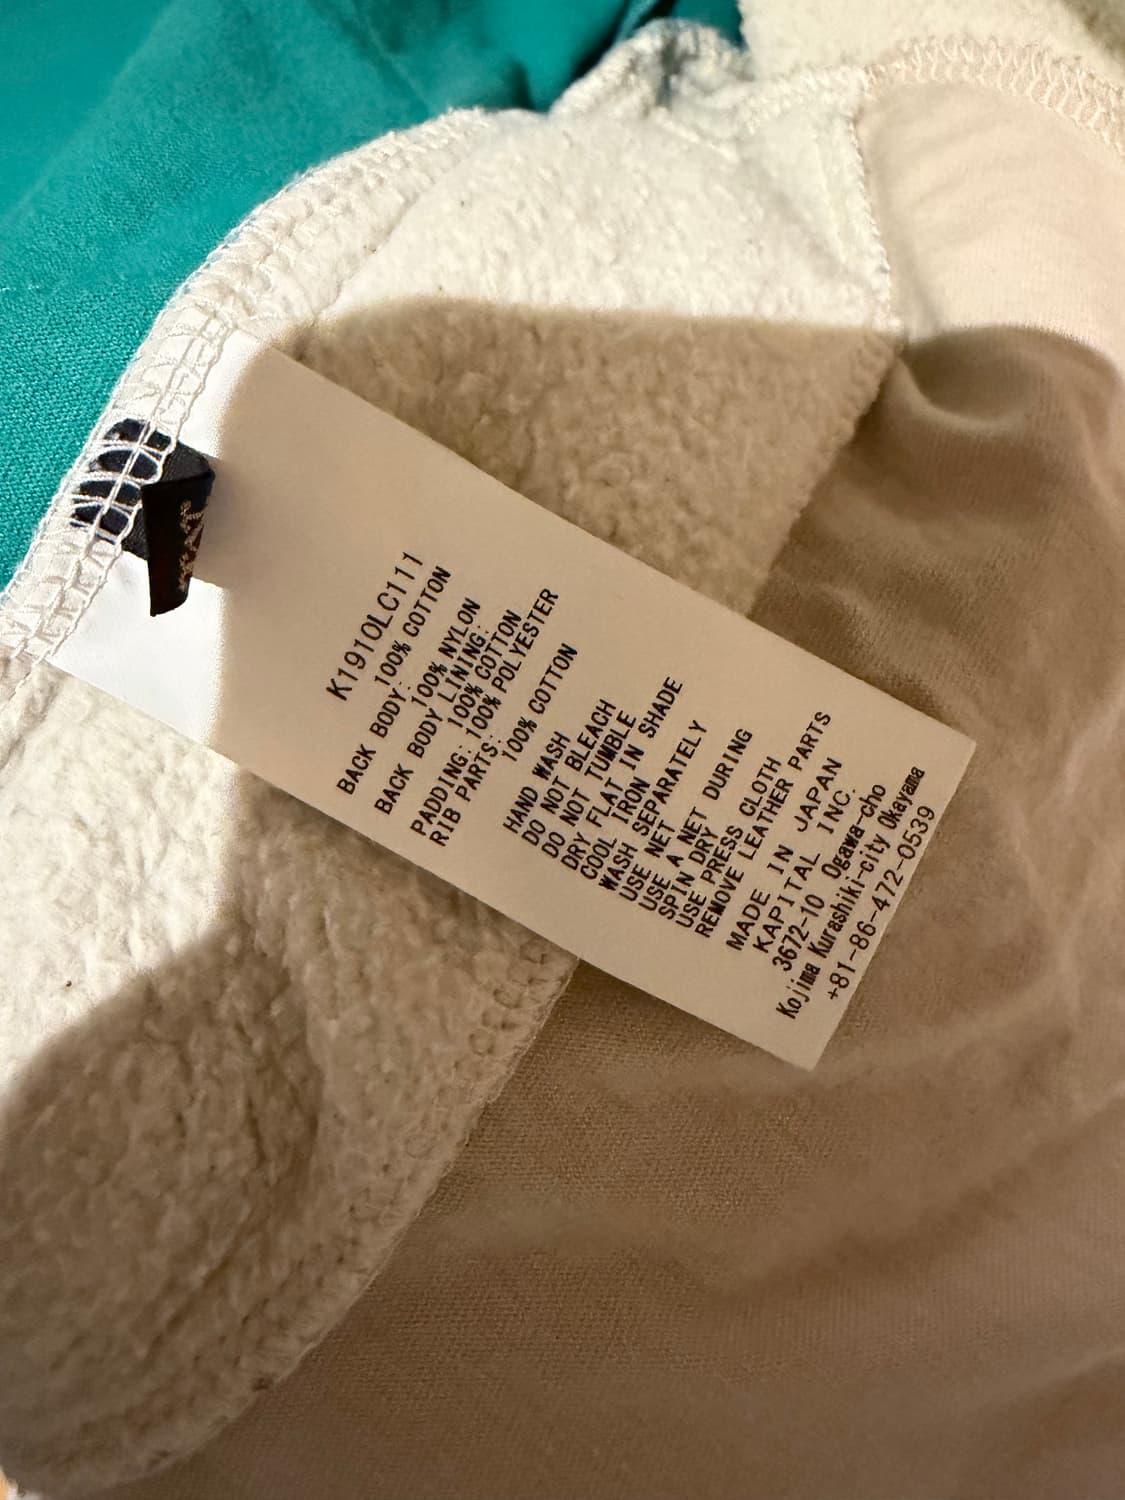 K1910LC111
100% COTTON
BACK BODY:
100% NYLON
BACK BODY LINING:
100% COTTON
PADDING: 100% POLYESTER
RIB PARTS:
100% COTTON
HAND WASH
DO NOT BLEACH
DO NOT TUMBLE
DRY FLAT IN SHADE
COOL IRON
WASH SEPARATELY
USE NET
USE A NET DURING
SPIN DRY
USE PRESS CLOTH
REMOVE LEATHER PARTS
MADE IN JAPAN
KAPITAL INC.
3672-10 Ogawa-cho
Kojima Kurashiki-city Okayama
+81-86-472-0539